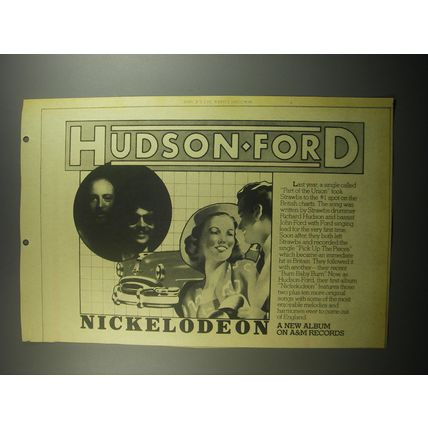 HUDSON·FORD
Last year, a single called
"Part of the Union" took
Strawbs to the #1 spot on the
British charts. The song was
written by Strawbs drummer
Richard Hudson and bassist
John Ford with Ford singing
lead for the very first time.
Soon after, they both left
Strawbs and recorded the
single "Pick Up The Pieces"
which became an immediate
hit in Britain. They followed it
with another—their recent
"Burn Baby Burn" Now, as
Hudson-Ford, their first album
"Nickelodeon" features those
two plus ten more original
songs with some of the most
enjoyable melodies and
harmonies ever to come out
of England.
NICKELODEON
A NEW ALBUM
ON A&M RECORDS